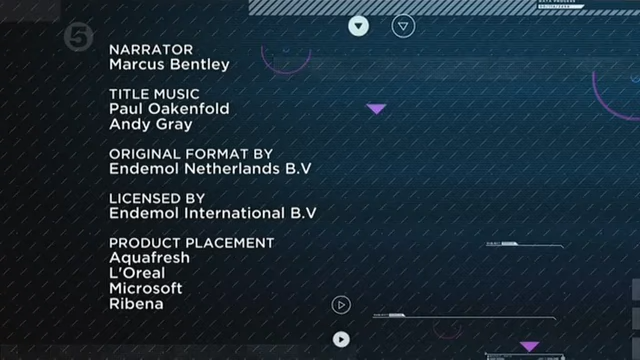 5
NARRATOR
Marcus Bentley
TITLE MUSIC
Paul Oakenfold
Andy Gray
ORIGINAL FORMAT BY
Endemol Netherlands B.V
LICENSED BY
Endemol International B.V
PRODUCT PLACEMENT
Aquafresh
L'Oreal
Microsoft
Ribena